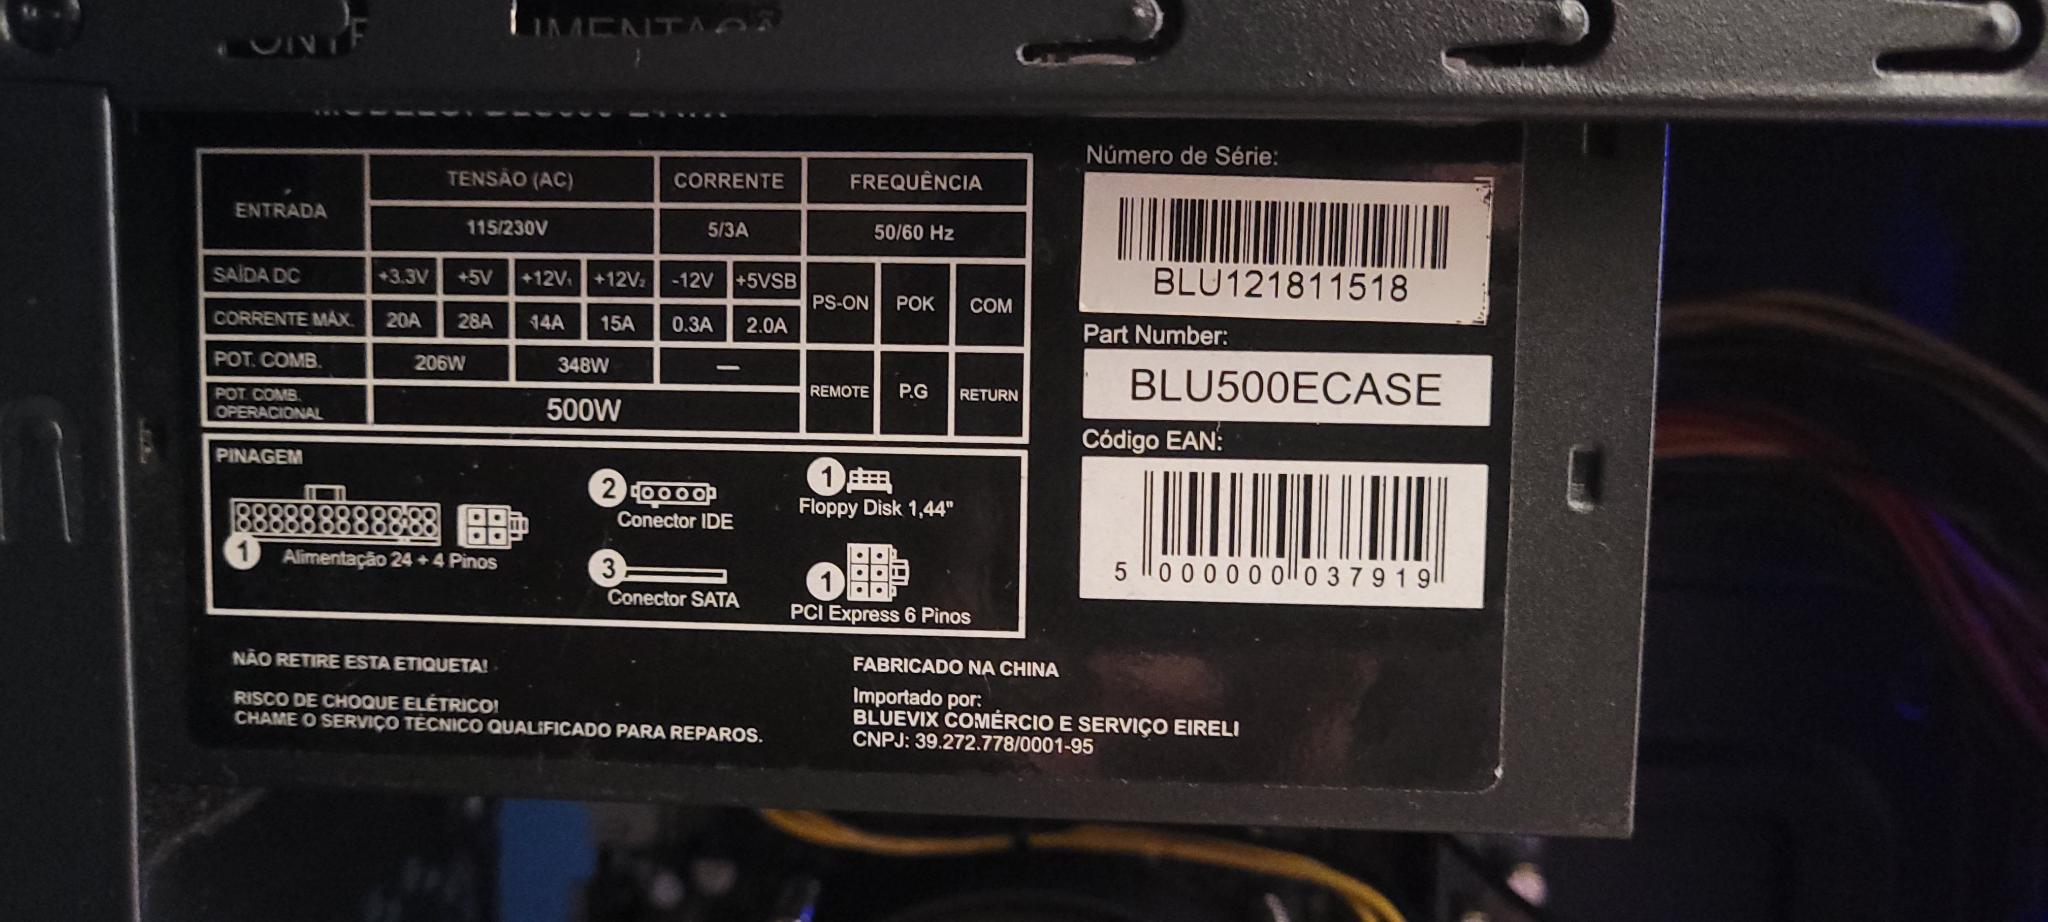 ENTRADA TENSÃO (AC) CORRENTE FREQUÊNCIA
115/230V 5/3A 50/60 Hz
SAÍDA DC +3.3V +5V +12V₁ +12V₂ -12V +5VSB PS-ON POK COM
CORRENTE MÁX. 20A 28A 14A 15A 0.3A 2.0A
POT. COMB. 206W 348W — REMOTE P.G RETURN
POT. COMB.
OPERACIONAL 500W
PINAGEM
1 Alimentação 24 + 4 Pinos
2 Conector IDE
3 Conector SATA
1 Floppy Disk 1,44"
1 PCI Express 6 Pinos
NÃO RETIRE ESTA ETIQUETA!
RISCO DE CHOQUE ELÉTRICO!
CHAME O SERVIÇO TÉCNICO QUALIFICADO PARA REPAROS.
FABRICADO NA CHINA
Importado por:
BLUEVIX COMÉRCIO E SERVIÇO EIRELI
CNPJ: 39.272.778/0001-95
Número de Série:
BLU121811518
Part Number:
BLU500ECASE
Código EAN:
5 000000 037919